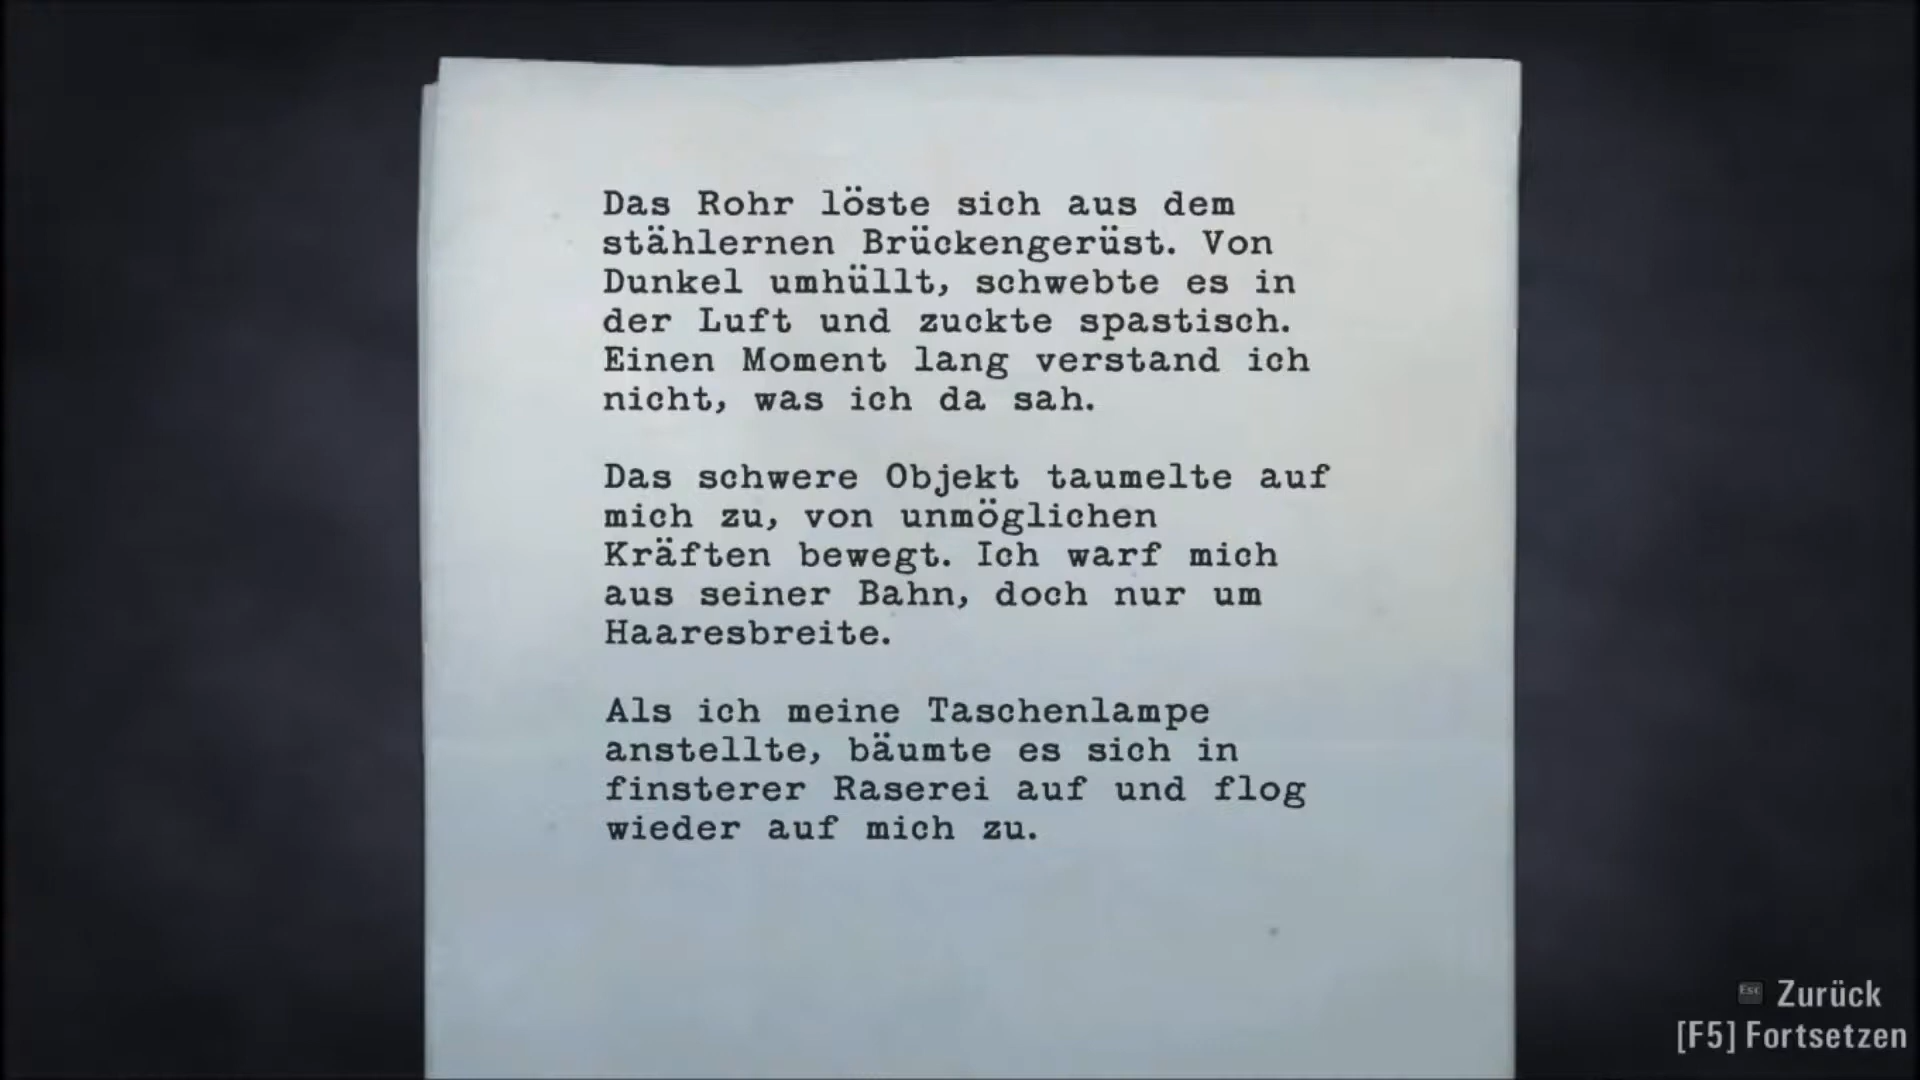 Das Rohr löste sich aus dem
stählernen Brückengerüst. Von
Dunkel umhüllt, schwebte es in
der Luft und zuckte spastisch.
Einen Moment lang verstand ich
nicht, was ich da sah.
Das schwere Objekt taumelte auf
mich zu, von unmöglichen
Kräften bewegt. Ich warf mich
aus seiner Bahn, doch nur um
Haaresbreite.
Als ich meine Taschenlampe
anstellte, bäumte es sich in
finsterer Raserei auf und flog
wieder auf mich zu.
Esc Zurück
[F5] Fortsetzen